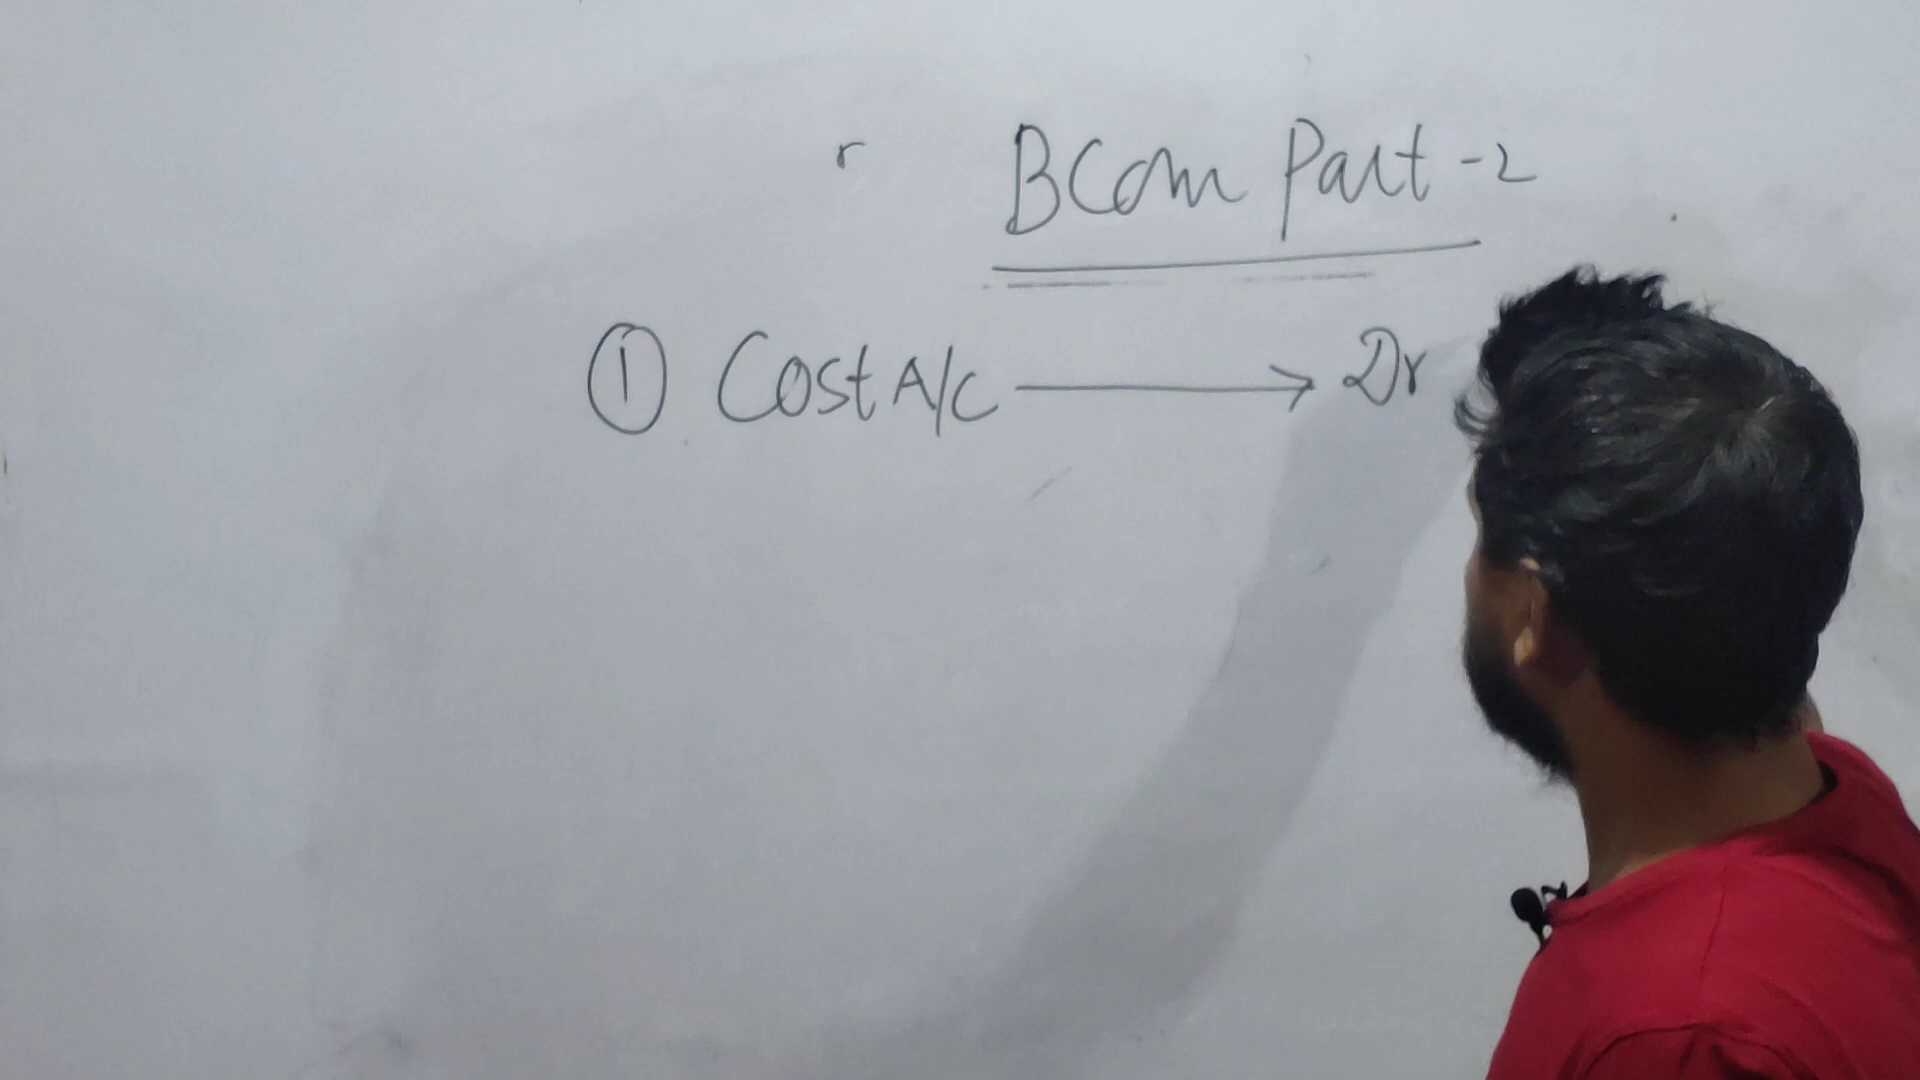 BCom Part -2
① Cost A/c → Dr